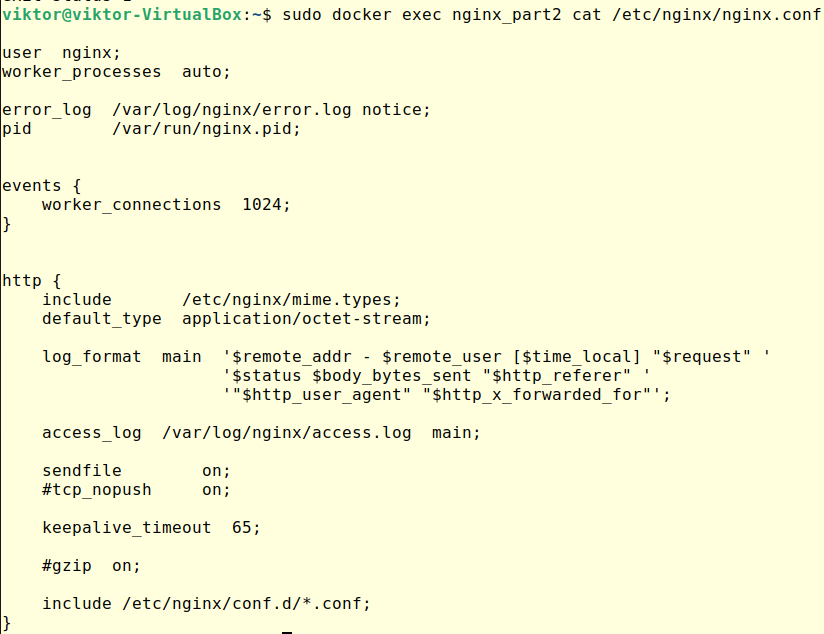 viktor@viktor-VirtualBox:~$ sudo docker exec nginx_part2 cat /etc/nginx/nginx.conf
user  nginx;
worker_processes  auto;
error_log  /var/log/nginx/error.log notice;
pid        /var/run/nginx.pid;
events {
    worker_connections  1024;
}
http {
    include       /etc/nginx/mime.types;
    default_type  application/octet-stream;
    log_format  main  '$remote_addr - $remote_user [$time_local] "$request" '
                      '$status $body_bytes_sent "$http_referer" '
                      '"$http_user_agent" "$http_x_forwarded_for"';
    access_log  /var/log/nginx/access.log  main;
    sendfile        on;
    #tcp_nopush     on;
    keepalive_timeout  65;
    #gzip  on;
    include /etc/nginx/conf.d/*.conf;
}